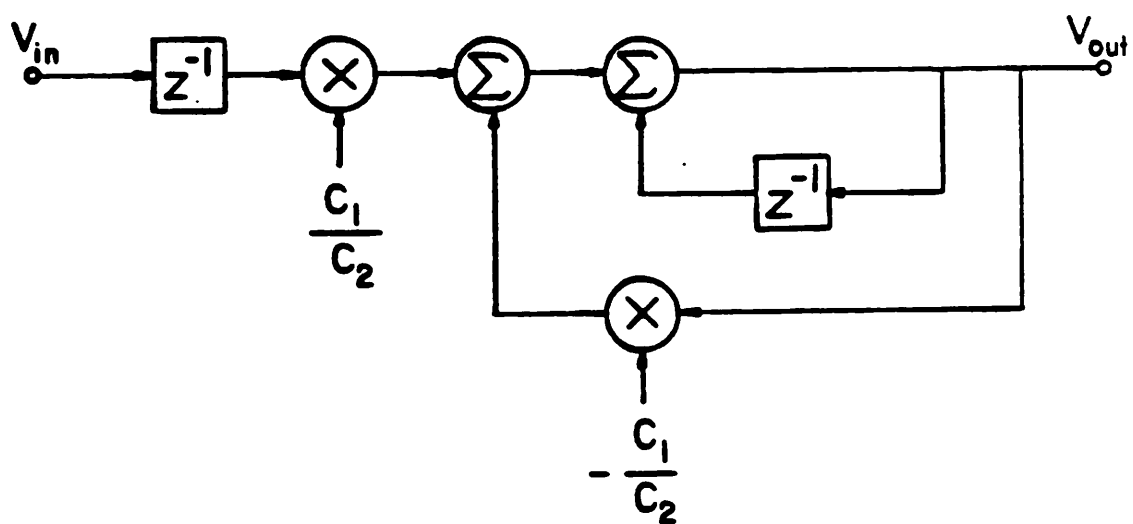 V_in
z^-1
×
Σ
Σ
V_out
C_1
C_2
z^-1
×
- C_1
C_2